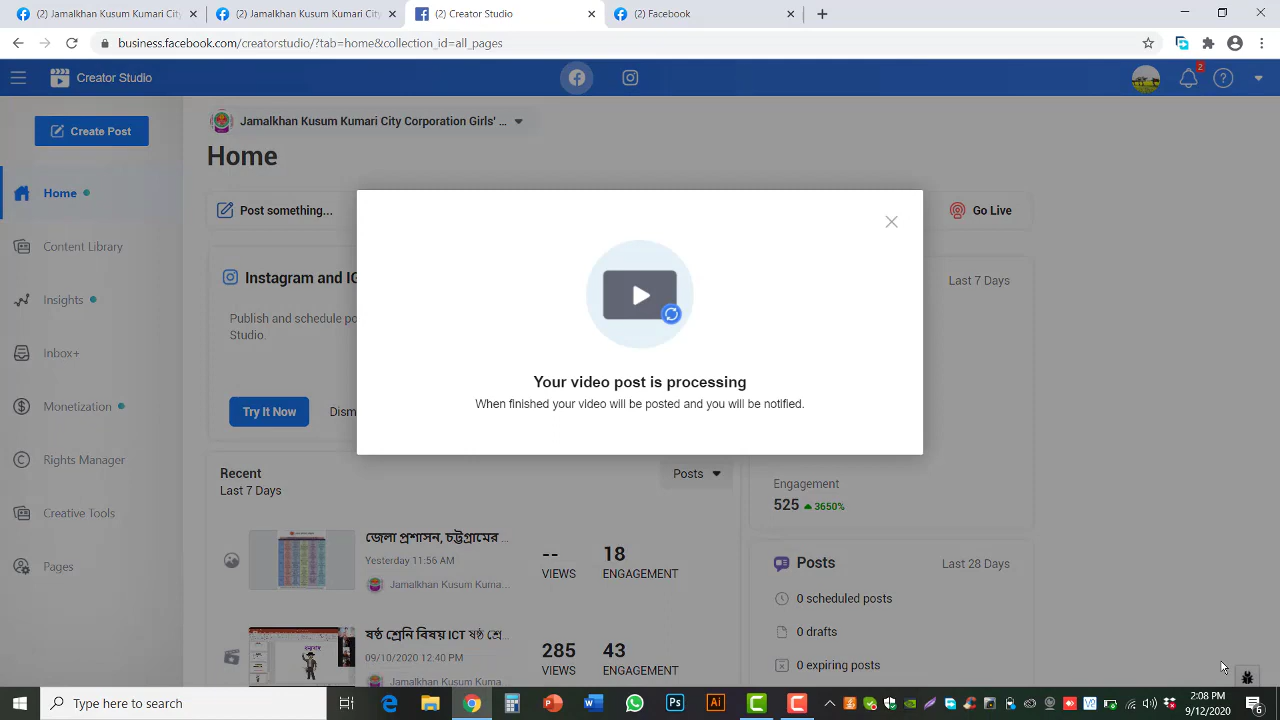 (2) Jamalkhan Kusum Kumari City
(2) Jamalkhan Kusum Kumari City
(2) Creator Studio
(2) Facebook
business.facebook.com/creatorstudio/?tab=home&collection_id=all_pages
Creator Studio
2
Create Post
Jamalkhan Kusum Kumari City Corporation Girls' ...
Home
Home
Post something...
Go Live
Content Library
Instagram and IG
Last 7 Days
Insights
Publish and schedule po
Studio.
Inbox+
Your video post is processing
When finished your video will be posted and you will be notified.
Monetization
Try It Now
Dism
Rights Manager
Recent
Last 7 Days
Posts
Engagement
525 3650%
Creative Tools
জেলা প্রশাসন, চট্টগ্রামের ...
Yesterday 11:56 AM
Jamalkhan Kusum Kuma...
--
VIEWS
18
ENGAGEMENT
Posts
Last 28 Days
Pages
0 scheduled posts
0 drafts
0 expiring posts
ষষ্ঠ শ্রেনি বিষয় ICT ষষ্ঠ শ্রে...
09/10/2020 12:40 PM
Jamalkhan Kusum Kuma...
285
VIEWS
43
ENGAGEMENT
Type here to search
Ps
Ai
2:08 PM
9/12/2020
6